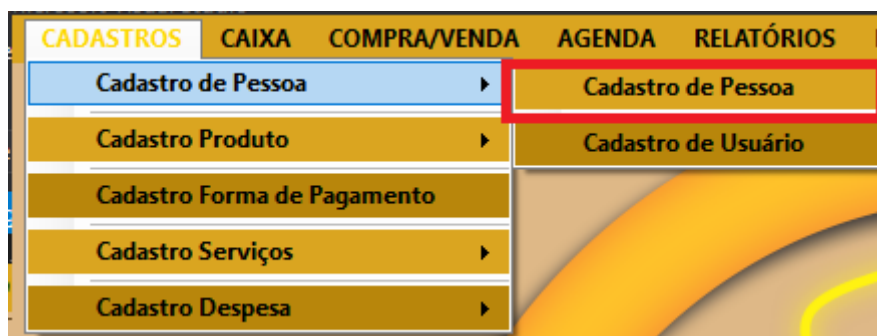 CADASTROS CAIXA COMPRA/VENDA AGENDA RELATÓRIOS
Cadastro de Pessoa
Cadastro Produto
Cadastro Forma de Pagamento
Cadastro Serviços
Cadastro Despesa
Cadastro de Pessoa
Cadastro de Usuário